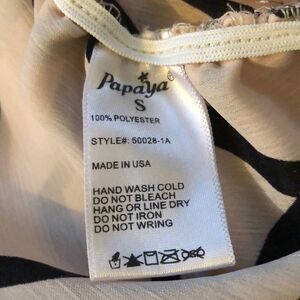 Papaya
S
100% POLYESTER
STYLE#: 50028-1A
MADE IN USA
HAND WASH COLD
DO NOT BLEACH
HANG OR LINE DRY
DO NOT IRON
DO NOT WRING